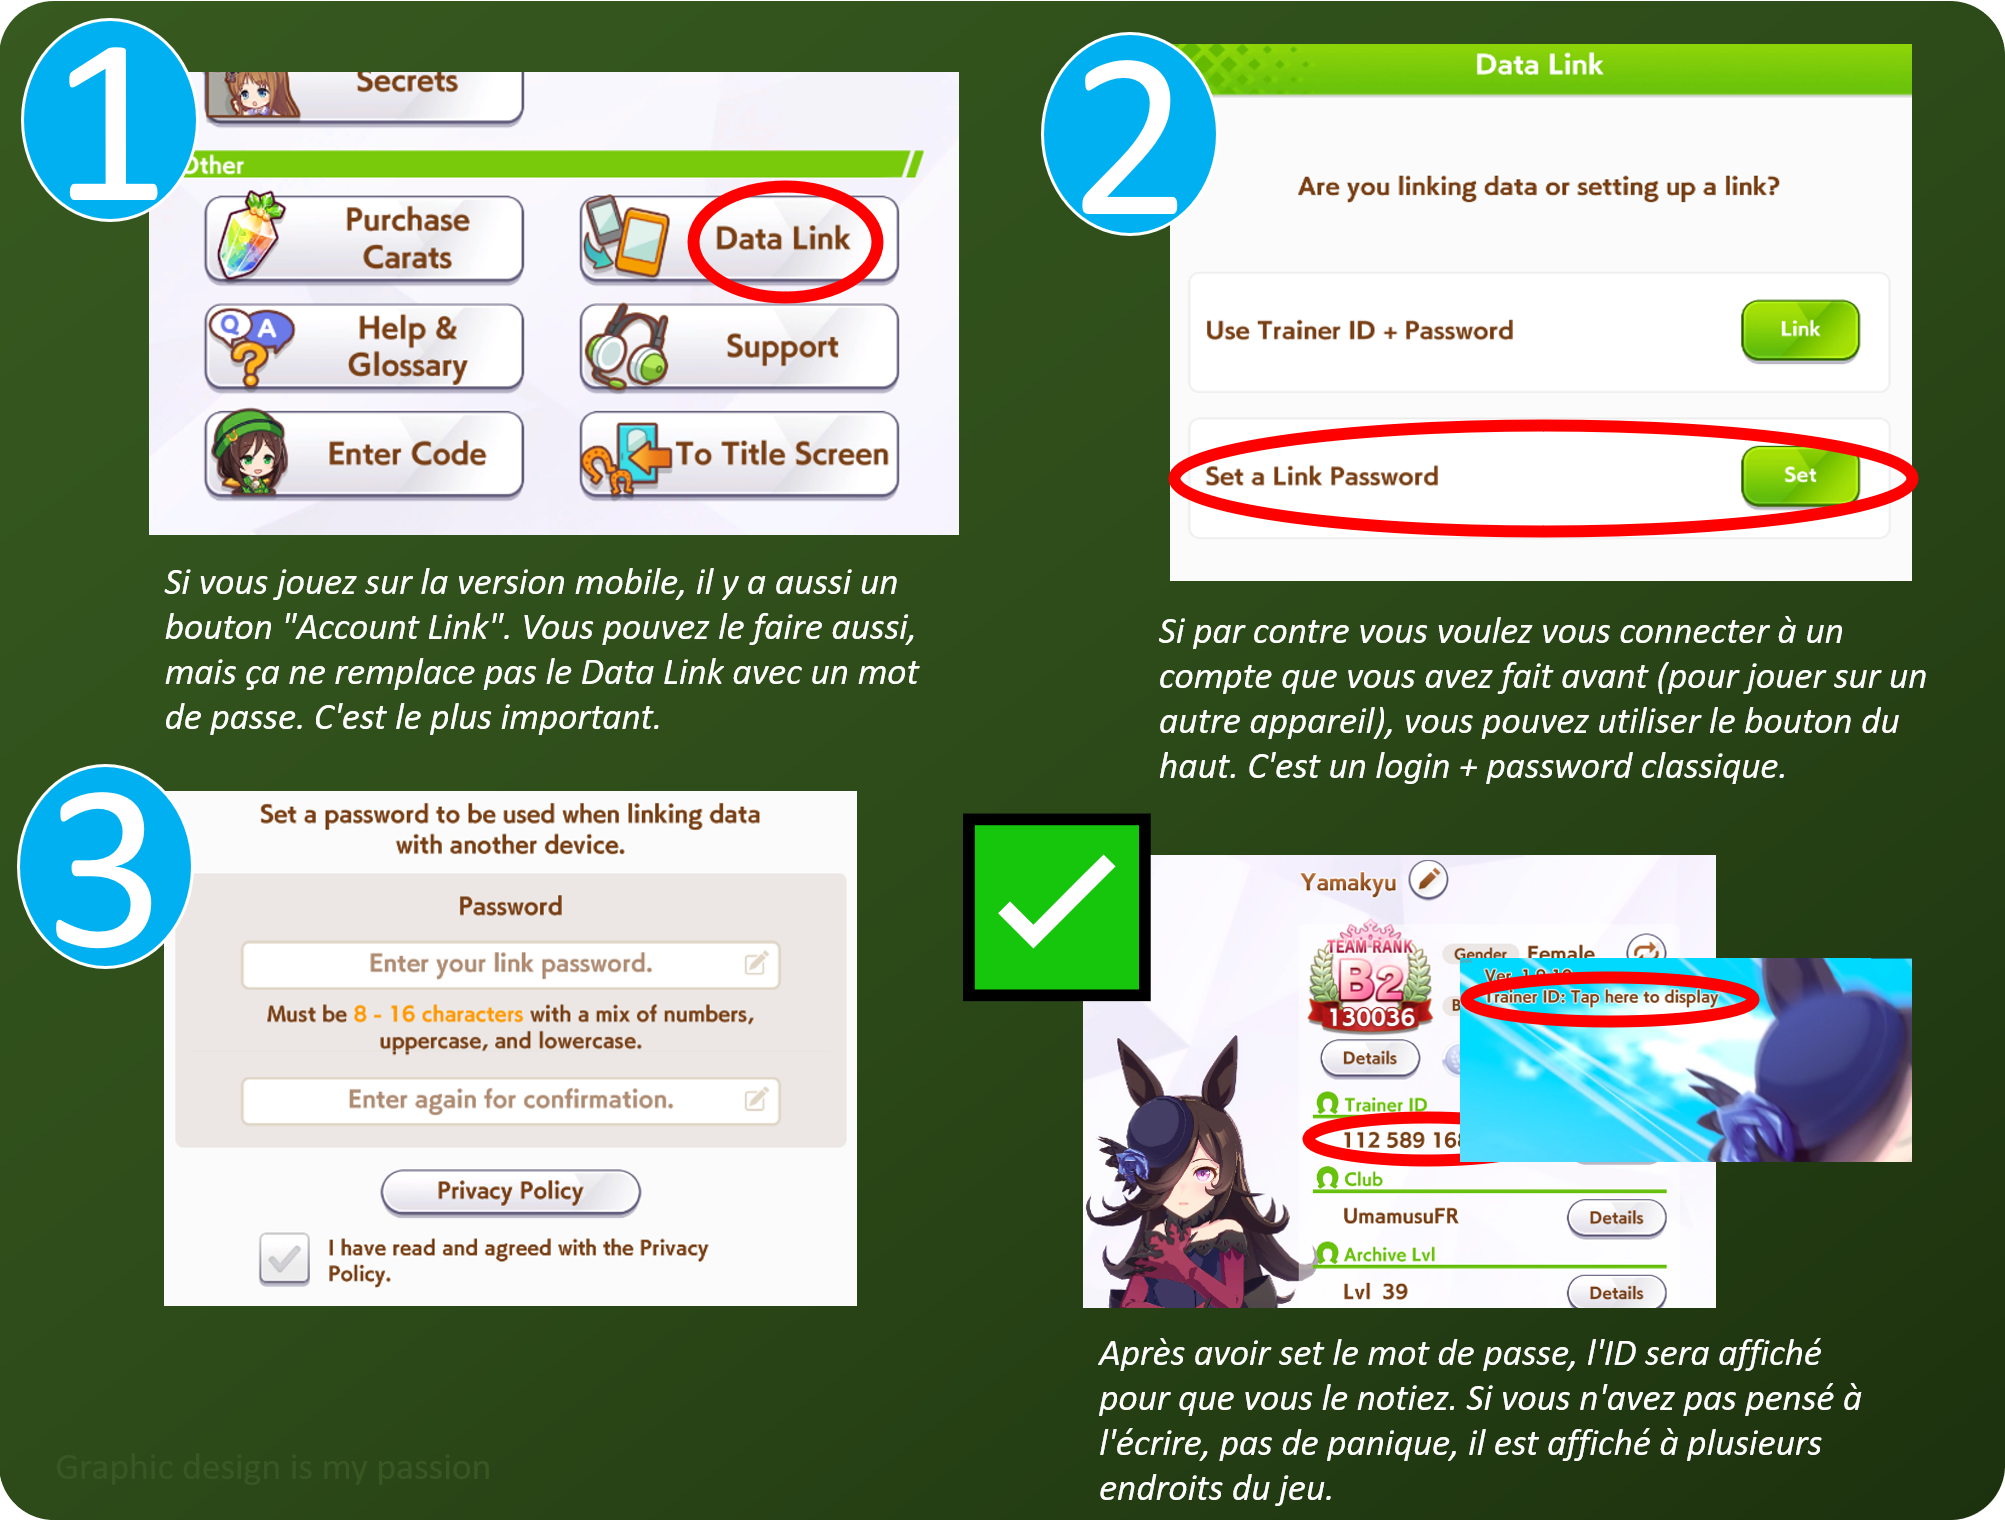 1
Secrets
Other
Purchase
Carats
Data Link
Help &
Glossary
Support
Enter Code
To Title Screen
Si vous jouez sur la version mobile, il y a aussi un
bouton "Account Link". Vous pouvez le faire aussi,
mais ça ne remplace pas le Data Link avec un mot
de passe. C'est le plus important.
2
Data Link
Are you linking data or setting up a link?
Use Trainer ID + Password
Link
Set a Link Password
Set
Si par contre vous voulez vous connecter à un
compte que vous avez fait avant (pour jouer sur un
autre appareil), vous pouvez utiliser le bouton du
haut. C'est un login + password classique.
3
Set a password to be used when linking data
with another device.
Password
Enter your link password.
Must be 8 - 16 characters with a mix of numbers,
uppercase, and lowercase.
Enter again for confirmation.
Privacy Policy
I have read and agreed with the Privacy
Policy.
Yamakyu
TEAM RANK
B2
130036
Gender Female
Details
Ver.
Trainer ID: Tap here to display
Trainer ID
112 589 16
Club
UmamusuFR
Details
Archive Lvl
Lvl 39
Details
Après avoir set le mot de passe, l'ID sera affiché
pour que vous le notiez. Si vous n'avez pas pensé à
l'écrire, pas de panique, il est affiché à plusieurs
endroits du jeu.
Graphic design is my passion